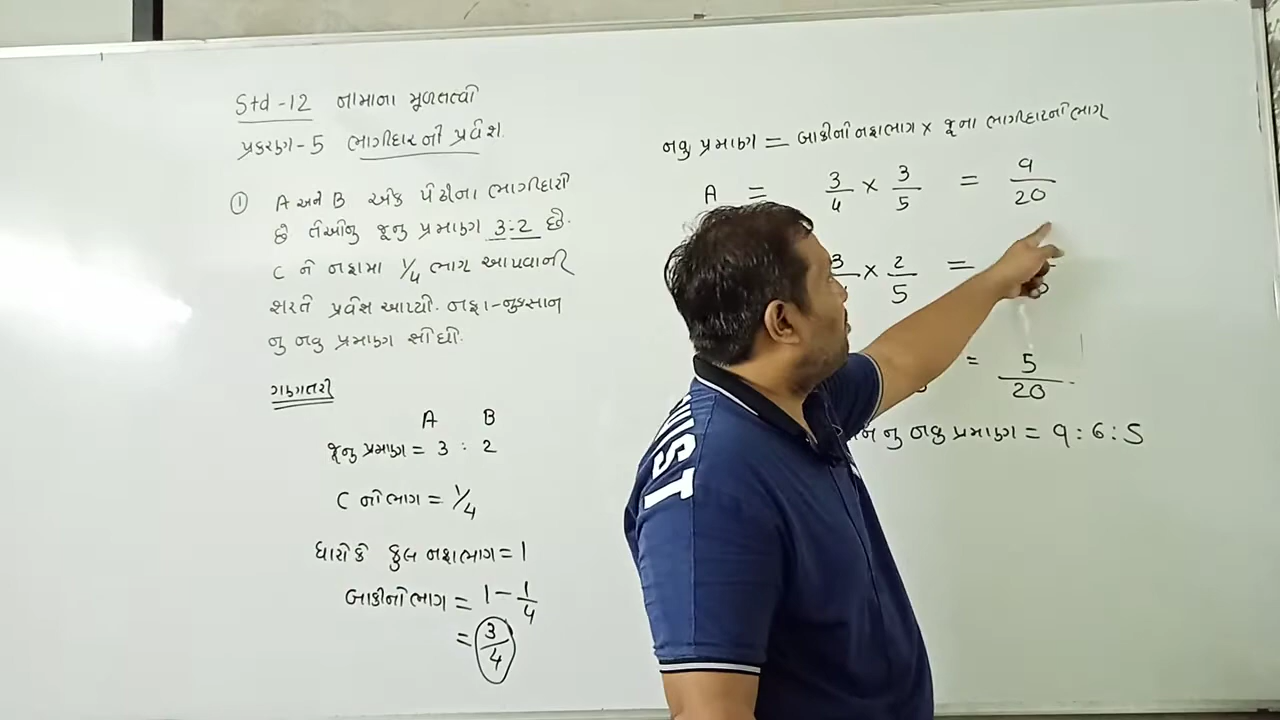 Std-12 નામાના મૂળતત્વો
પ્રકરણ-5 ભાગીદારનો પ્રવેશ.
① A અને B એક પેઢીના ભાગીદારો
છે તેઓનુ જૂનુ પ્રમાણ 3:2 છે.
C ને નફામા 1/4 ભાગ આપવાની
શરતે પ્રવેશ આપ્યો. નફા-નુકસાન
નુ નવુ પ્રમાણ શોધો.
ગણતરી
A B
જૂનુ પ્રમાણ = 3 : 2
C નો ભાગ = 1/4
ધારો કે કુલ નફાભાગ = 1
બાકીનો ભાગ = 1 - 1/4
= 3/4
નવુ પ્રમાણ = બાકીનો નફાભાગ × જૂના ભાગીદારનો ભાગ
A = 3/4 × 3/5 = 9/20
3 × 2/5 =
= 5/20
નુ નવુ પ્રમાણ = 9:6:5
IIST